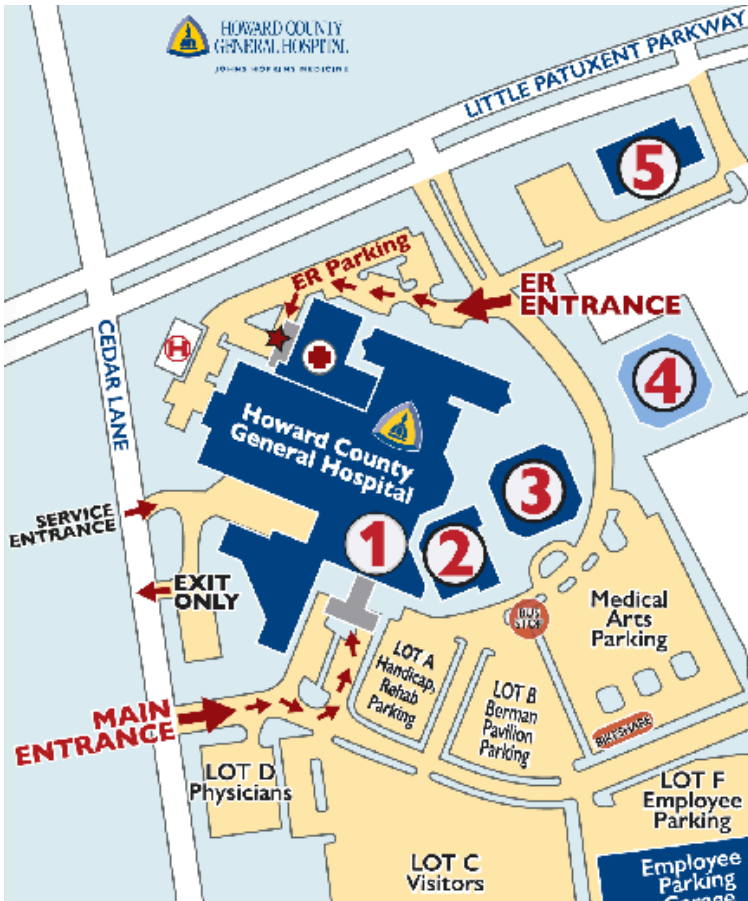 HOWARD COUNTY
GENERAL HOSPITAL
JOHNS HOPKINS MEDICINE
LITTLE PATUXENT PARKWAY
5
ER Parking
ER
ENTRANCE
H
CEDAR LANE
4
Howard County
General Hospital
3
SERVICE
ENTRANCE
1
2
EXIT
ONLY
BUS
STOP
Medical
Arts
Parking
LOT A
Handicap,
Rehab
Parking
LOT B
Berman
Pavilion
Parking
MAIN
ENTRANCE
BIKESHARE
LOT D
Physicians
LOT F
Employee
Parking
LOT C
Visitors
Employee
Parking
Garage